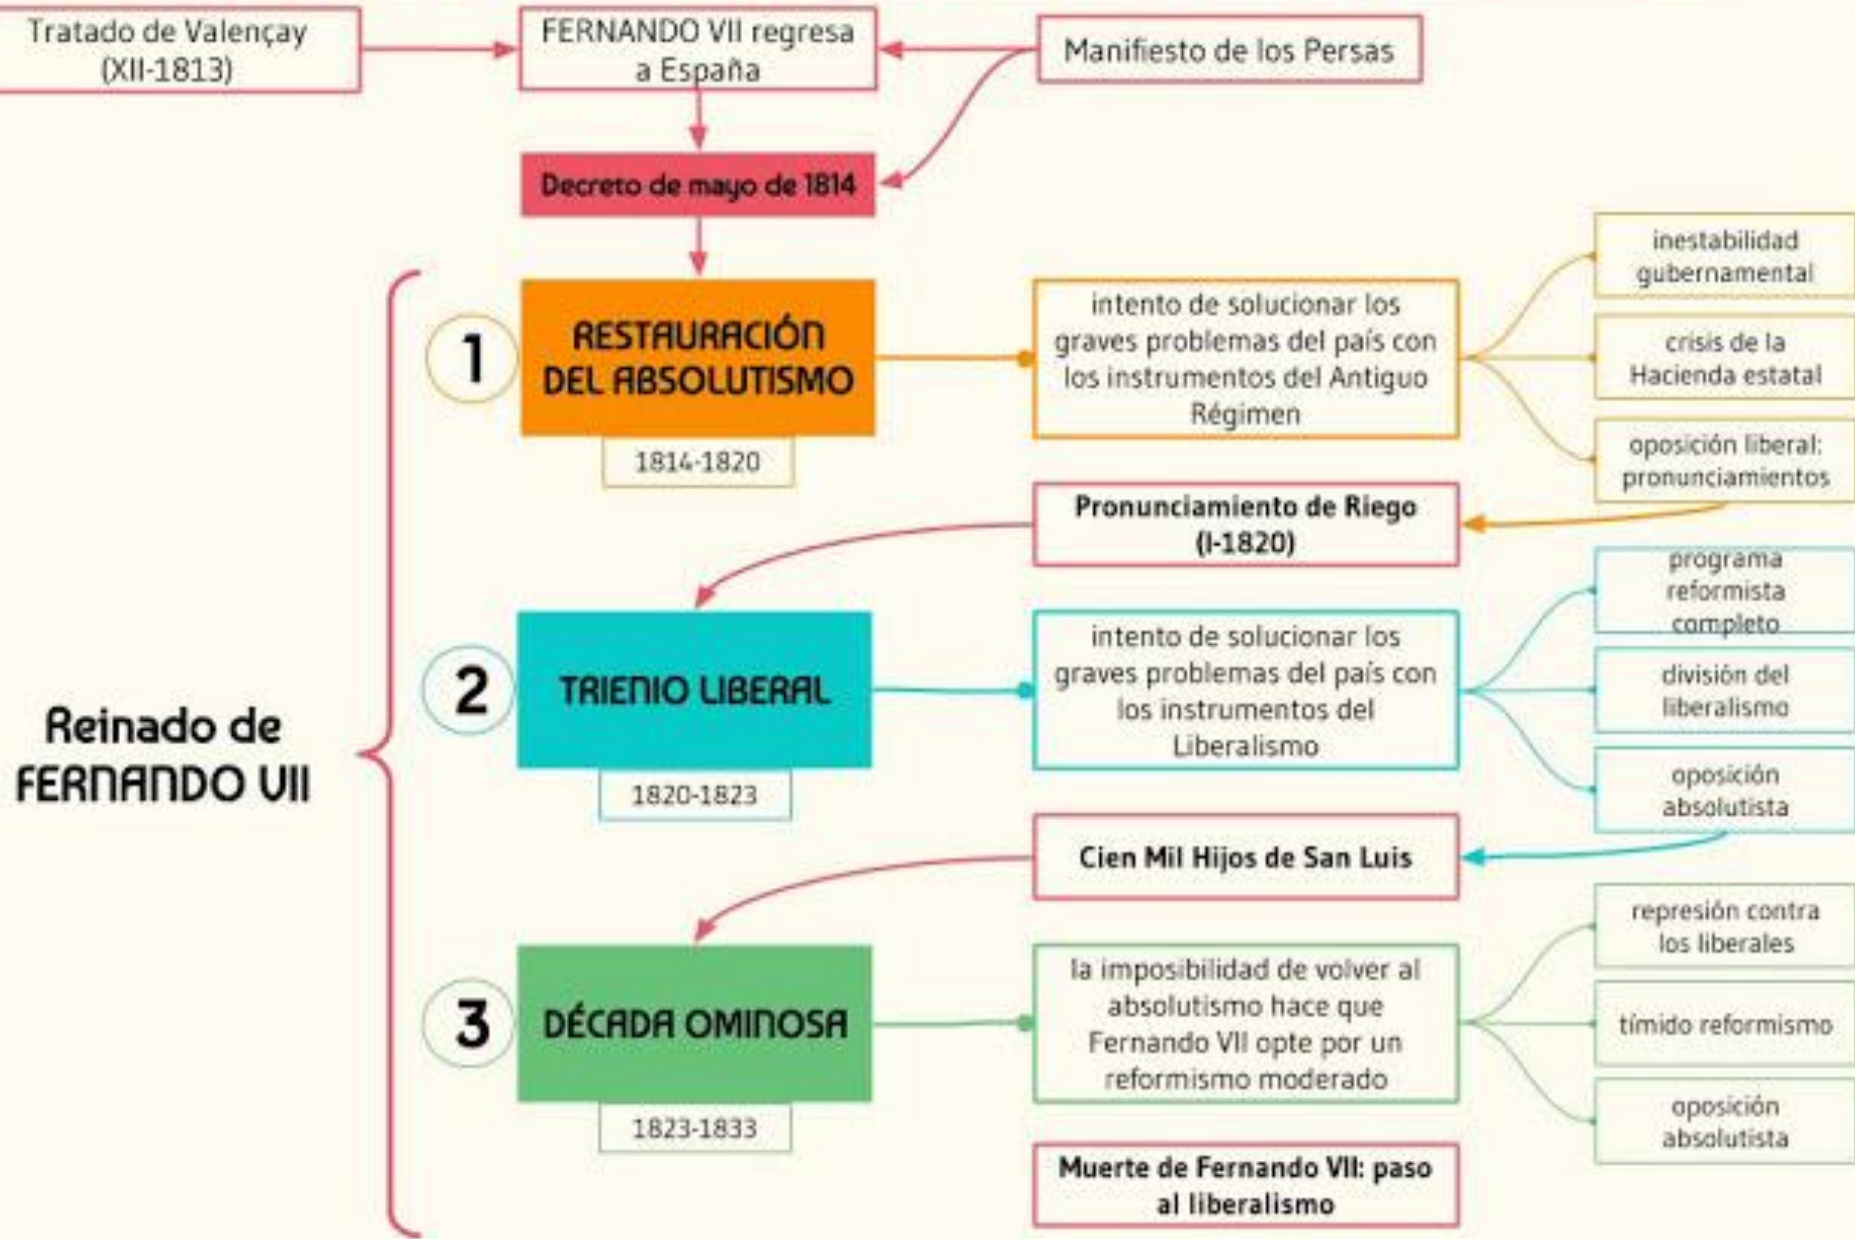 Tratado de Valençay
(XII-1813)
FERNANDO VII regresa
a España
Manifiesto de los Persas
Decreto de mayo de 1814
Reinado de
FERNANDO VII
1
RESTAURACIÓN
DEL ABSOLUTISMO
1814-1820
intento de solucionar los
graves problemas del país con
los instrumentos del Antiguo
Régimen
inestabilidad
gubernamental
crisis de la
Hacienda estatal
oposición liberal:
pronunciamientos
Pronunciamiento de Riego
(I-1820)
2
TRIENIO LIBERAL
1820-1823
intento de solucionar los
graves problemas del país con
los instrumentos del
Liberalismo
programa
reformista
completo
división del
liberalismo
oposición
absolutista
Cien Mil Hijos de San Luis
3
DÉCADA OMINOSA
1823-1833
la imposibilidad de volver al
absolutismo hace que
Fernando VII opte por un
reformismo moderado
represión contra
los liberales
tímido reformismo
oposición
absolutista
Muerte de Fernando VII: paso
al liberalismo